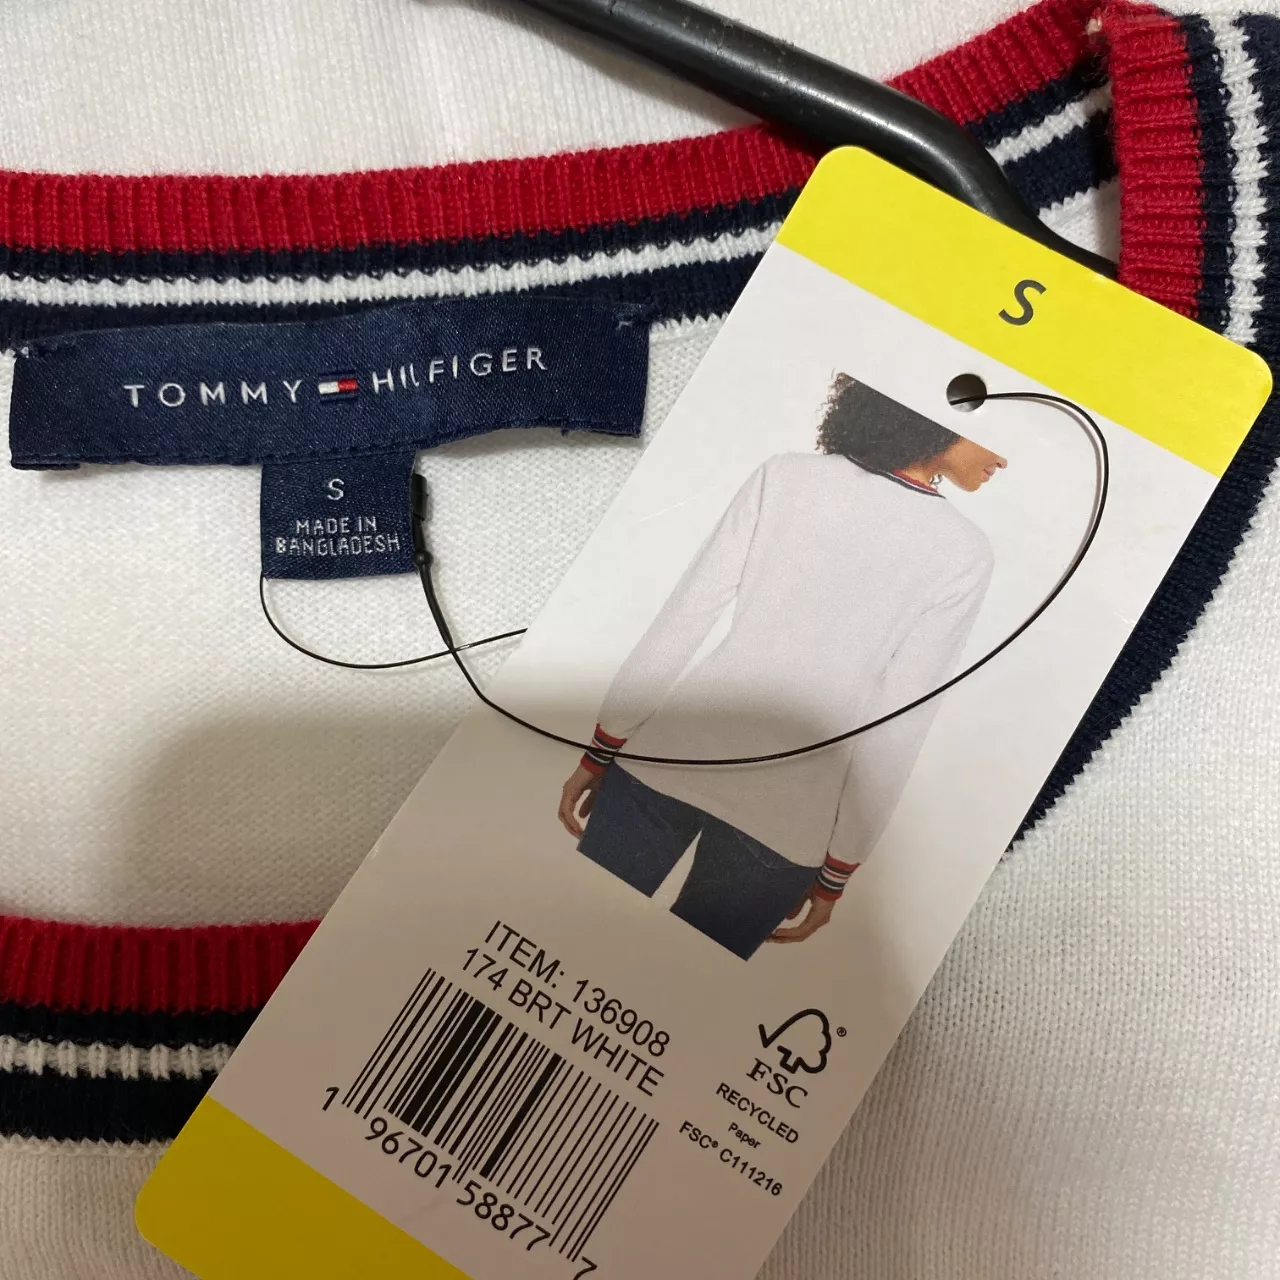 TOMMY HILFIGER
S
MADE IN
BANGLADESH
S
ITEM: 136908
174 BRT WHITE
1 96701 58877 7
FSC®
RECYCLED
Paper
FSC® C111216